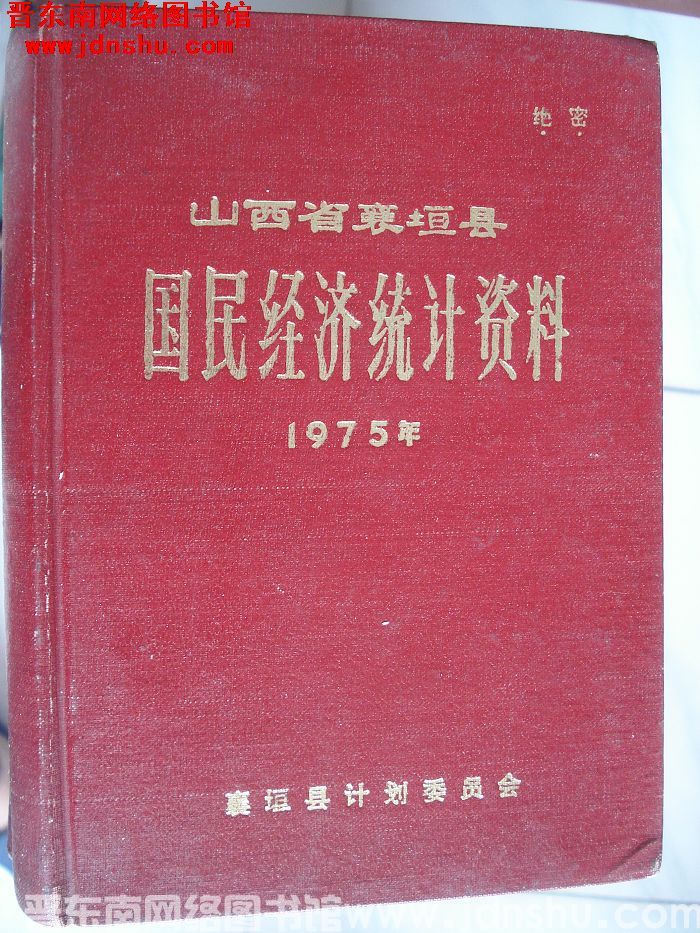 晋东南网络图书馆
www.jdnshu.com
绝密
山西省襄垣县
国民经济统计资料
1975年
襄垣县计划委员会
晋东南网络图书馆 www.jdnshu.com